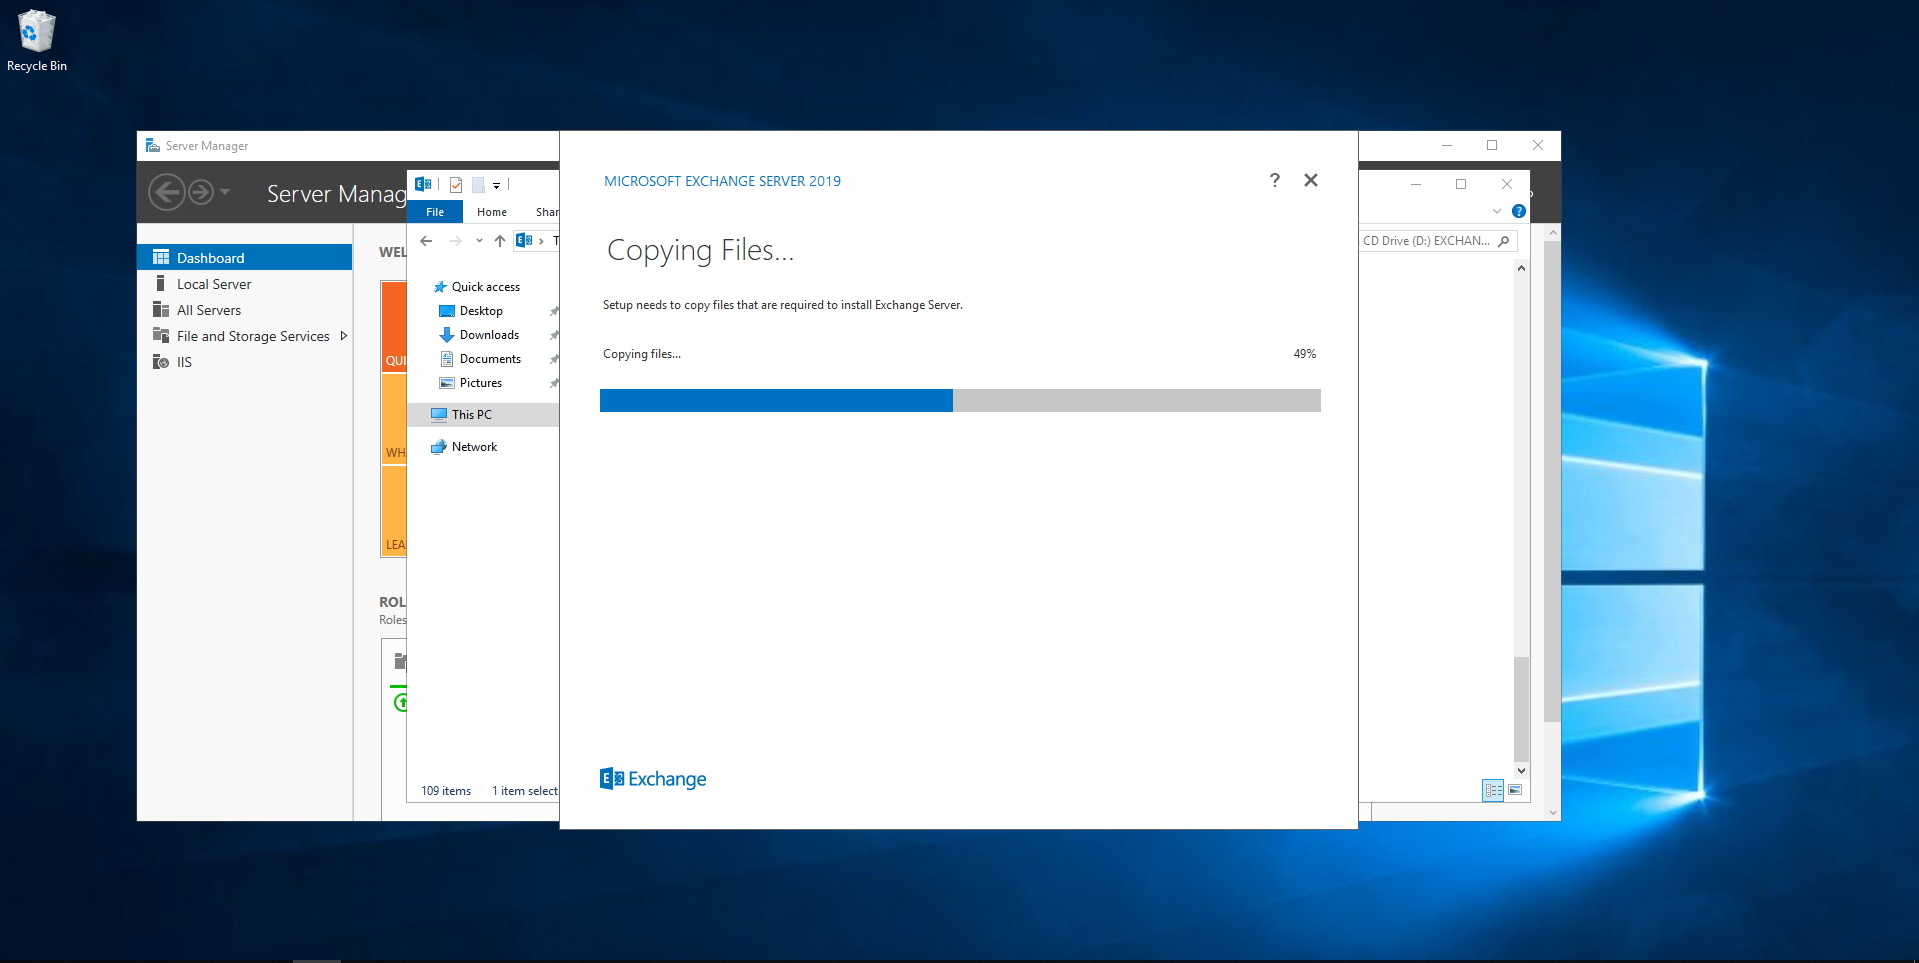 Recycle Bin
Server Manager
Server Manag
Dashboard
Local Server
All Servers
File and Storage Services
IIS
WEL
QUI
WHA
LEA
ROL
Roles
File
Home
Shar
T
CD Drive (D:) EXCHAN...
Quick access
Desktop
Downloads
Documents
Pictures
This PC
Network
109 items
1 item select
MICROSOFT EXCHANGE SERVER 2019
?
Copying Files...
Setup needs to copy files that are required to install Exchange Server.
Copying files...
49%
Exchange